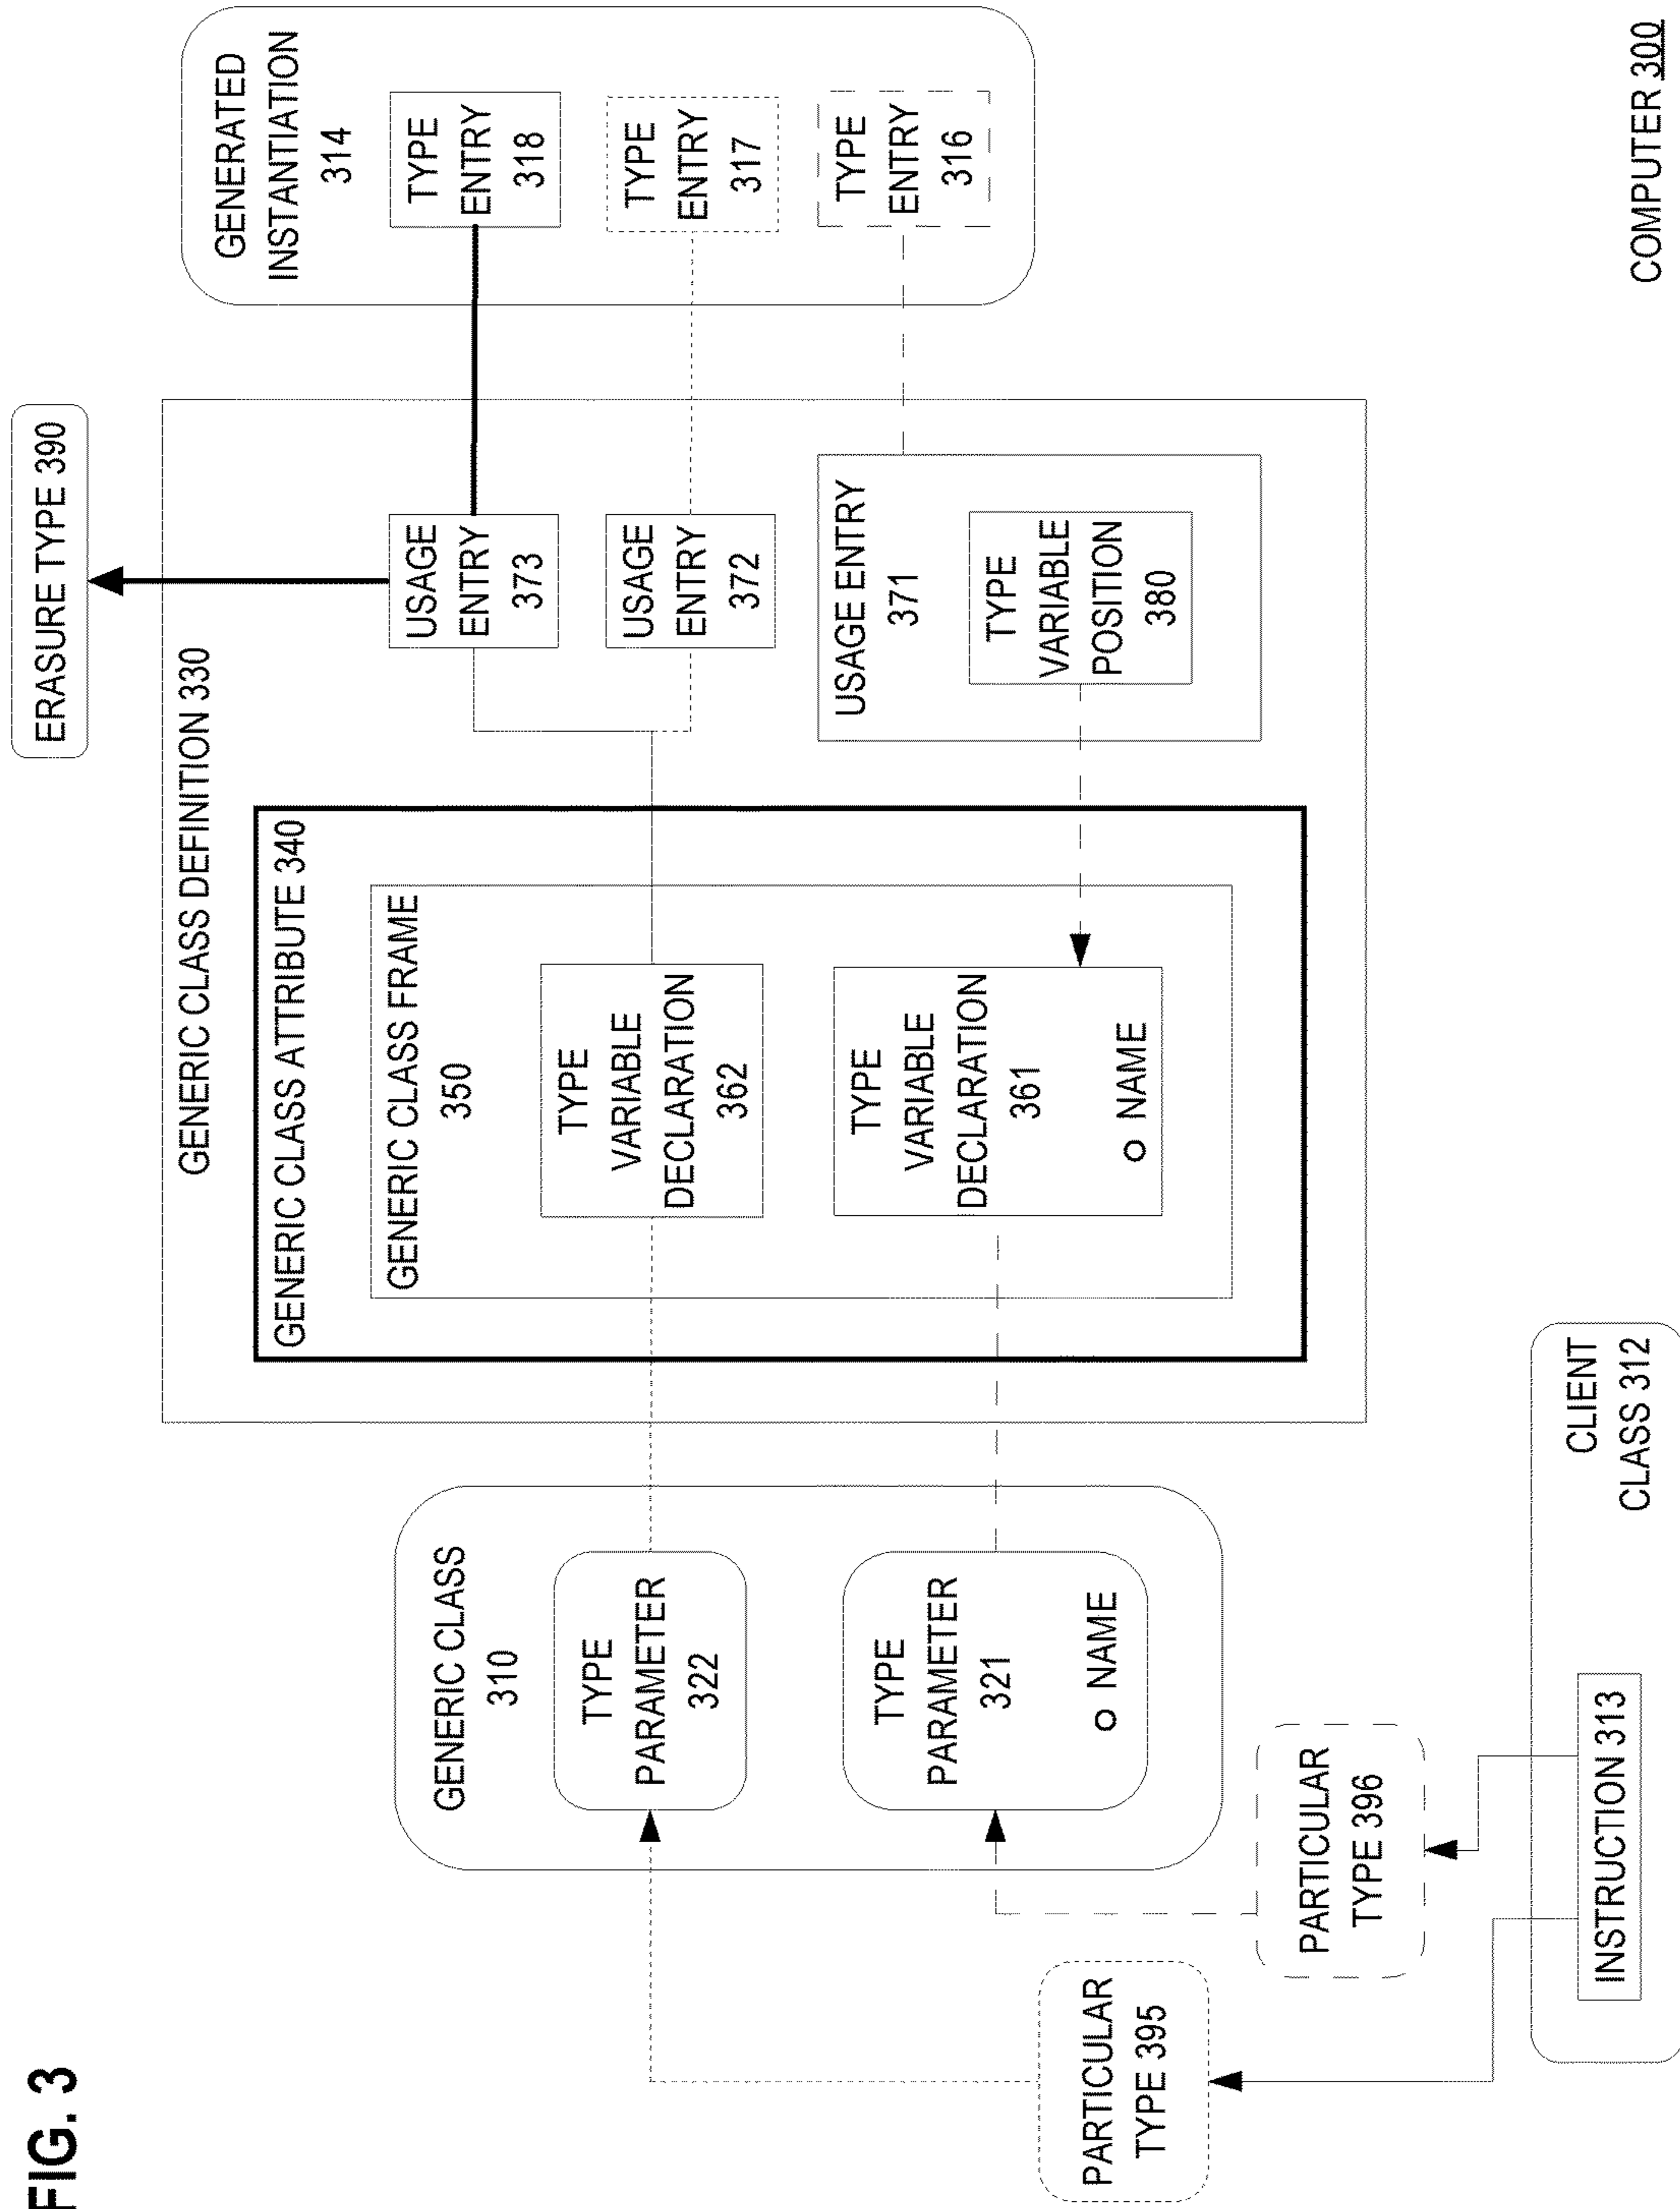 FIG. 3
ERASURE TYPE 390
GENERIC CLASS DEFINITION 330
GENERIC CLASS ATTRIBUTE 340
GENERIC CLASS
310
TYPE
PARAMETER
322
TYPE
PARAMETER
321
O NAME
GENERIC CLASS FRAME
350
TYPE
VARIABLE
DECLARATION
362
TYPE
VARIABLE
DECLARATION
361
O NAME
USAGE
ENTRY
373
USAGE
ENTRY
372
USAGE ENTRY
371
TYPE
VARIABLE
POSITION
380
GENERATED
INSTANTIATION
314
TYPE
ENTRY
318
TYPE
ENTRY
317
TYPE
ENTRY
316
PARTICULAR
TYPE 395
PARTICULAR
TYPE 396
CLIENT
CLASS 312
INSTRUCTION 313
COMPUTER 300